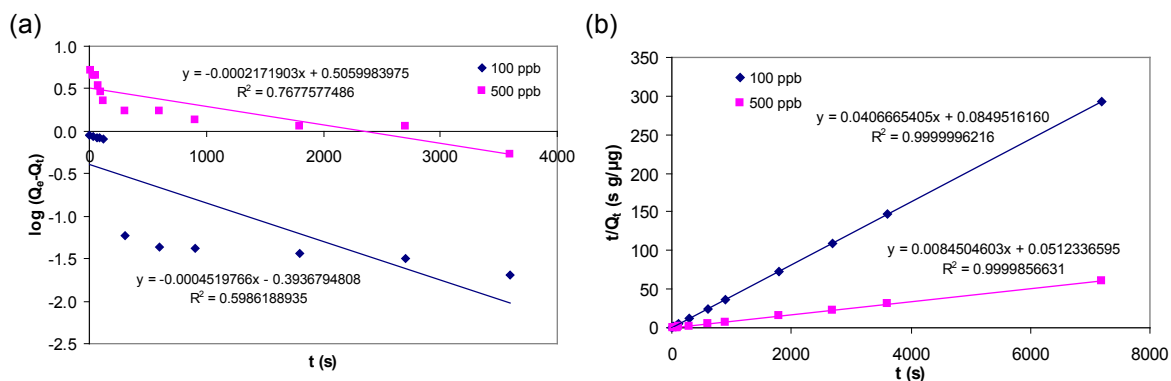 (a)
1.0
0.5
0.0
-0.5
-1.0
-1.5
-2.0
-2.5
0
1000
2000
3000
4000
log (Qe-Qt)
t (s)
y = -0.0002171903x + 0.5059983975
R² = 0.7677577486
100 ppb
500 ppb
y = -0.0004519766x - 0.3936794808
R² = 0.5986188935
(b)
350
300
250
200
150
100
50
0
0
2000
4000
6000
8000
t/Qt (s g/µg)
t (s)
100 ppb
500 ppb
y = 0.0406665405x + 0.0849516160
R² = 0.9999996216
y = 0.0084504603x + 0.0512336595
R² = 0.9999856631